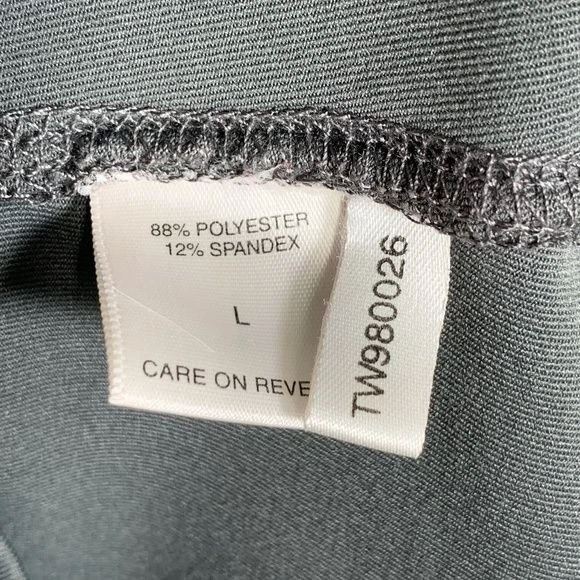 88% POLYESTER
12% SPANDEX
L
CARE ON REVE
TW980026